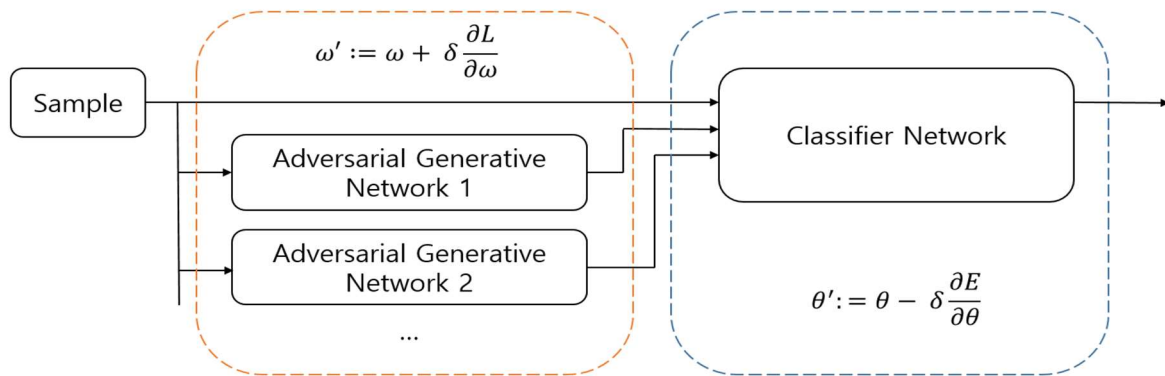 ω′ := ω + δ ∂L/∂ω
Sample
Classifier Network
Adversarial Generative
Network 1
Adversarial Generative
Network 2
θ′: = θ − δ ∂E/∂θ
...